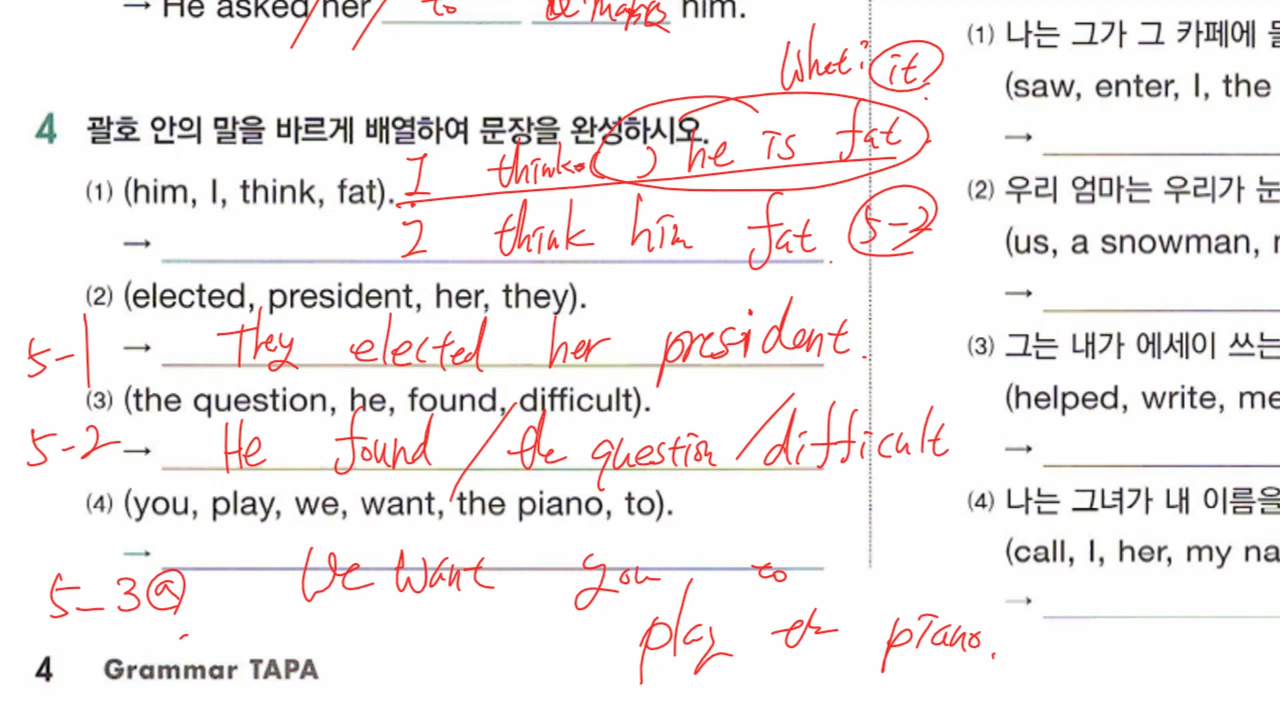 → He asked her to him.
What? it?
4 괄호 안의 말을 바르게 배열하여 문장을 완성하시오.
I think ( ) he is fat
(1) (him, I, think, fat).
→ I think him fat. 5-2
(2) (elected, president, her, they).
5-1 → They elected her president.
(3) (the question, he, found, difficult).
5-2 → He found / the question / difficult
(4) (you, play, we, want, the piano, to).
→
5-3 ⓐ We want you to
play the piano.
4 Grammar TAPA
(1) 나는 그가 그 카페에
(saw, enter, I, the
→
(2) 우리 엄마는 우리가 눈
(us, a snowman,
→
(3) 그는 내가 에세이 쓰는
(helped, write, me
→
(4) 나는 그녀가 내 이름을
(call, I, her, my na
→